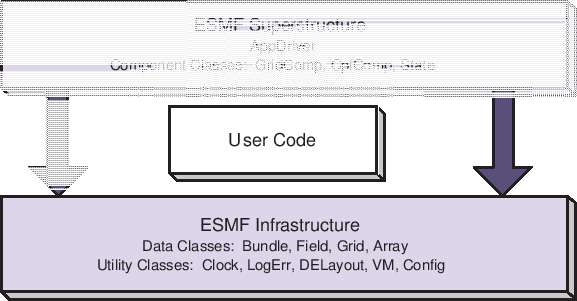 ESMF Superstructure
AppDriver
Component Classes: GridComp, CplComp, State
User Code
ESMF Infrastructure
Data Classes: Bundle, Field, Grid, Array
Utility Classes: Clock, LogErr, DELayout, VM, Config